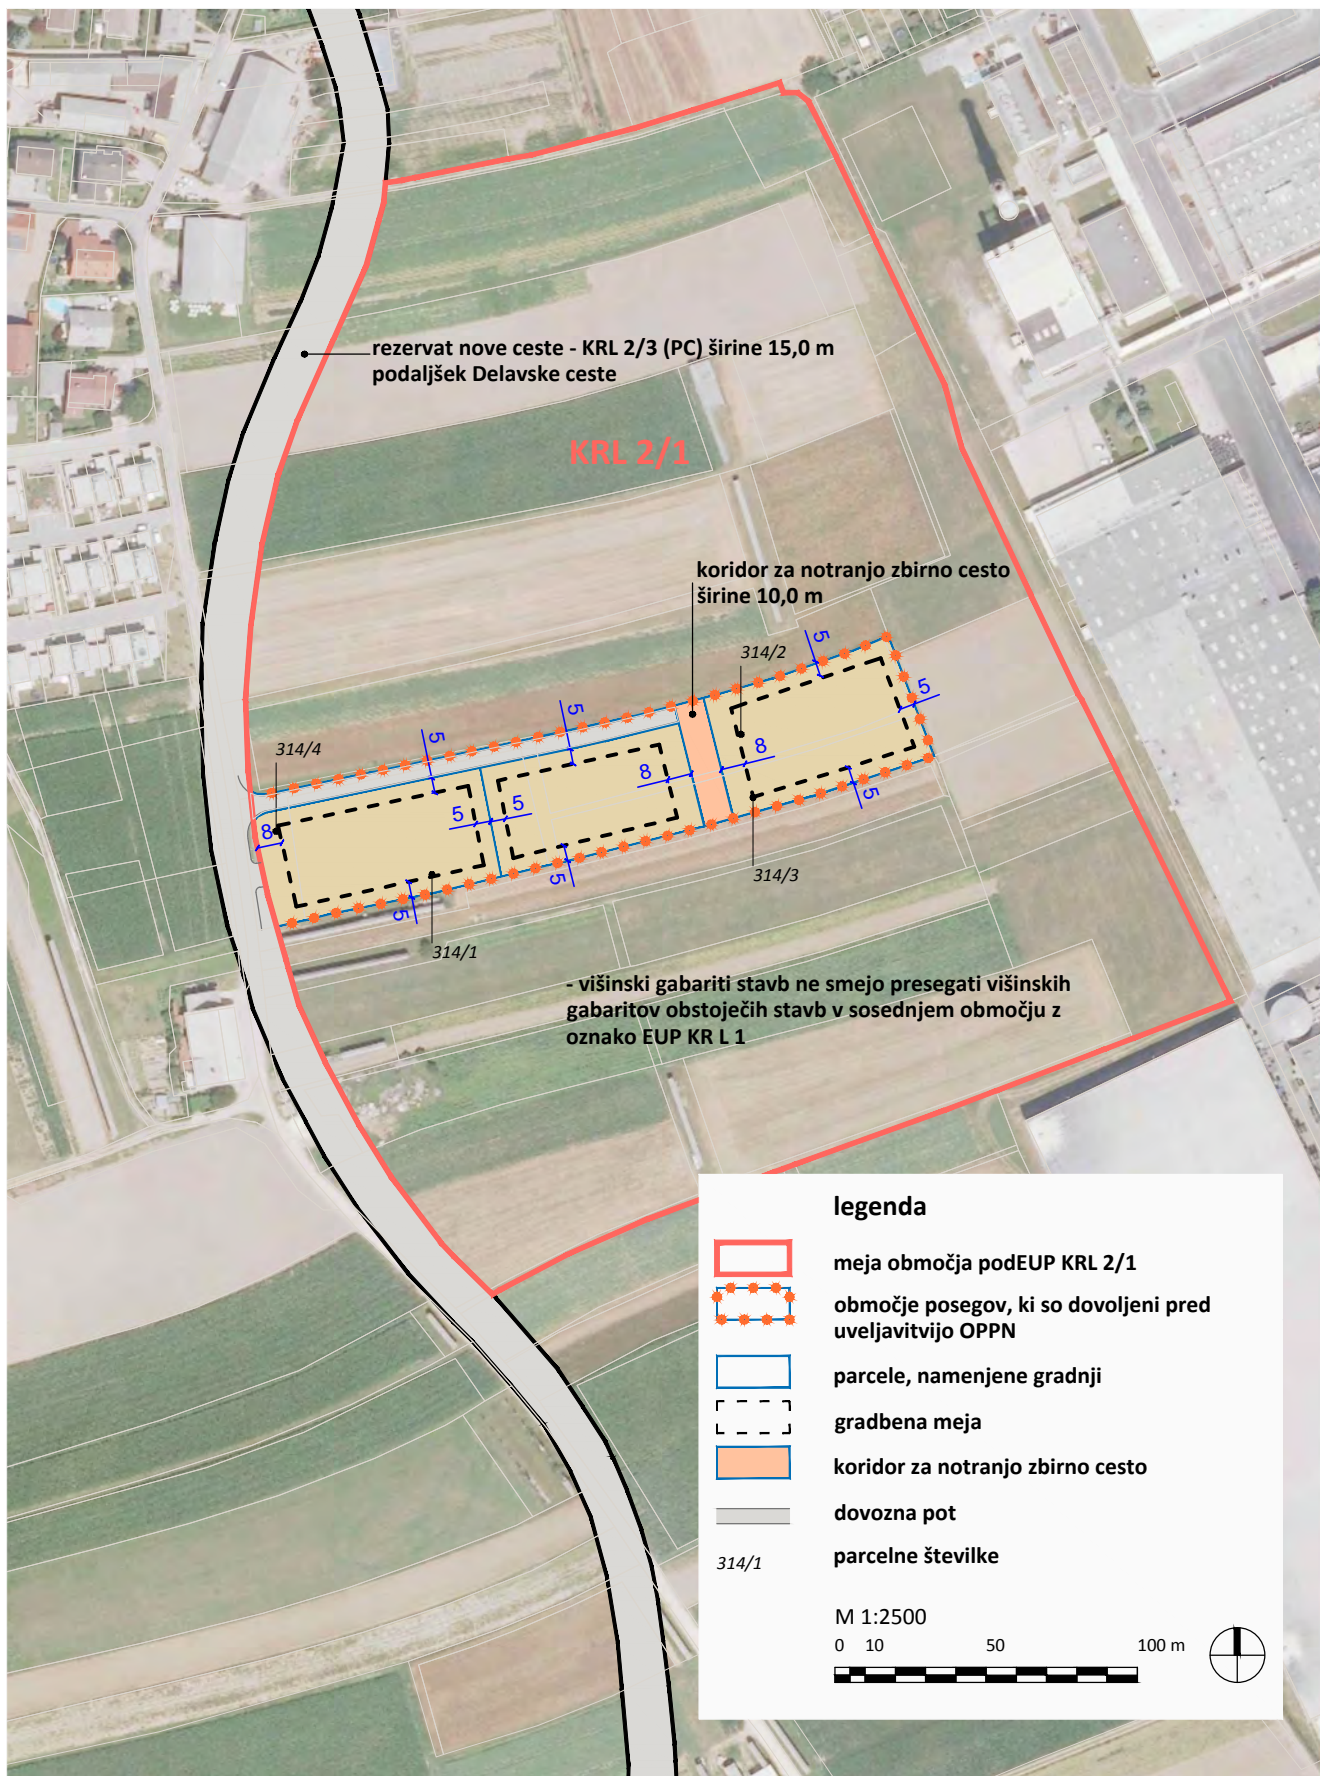 rezervat nove ceste - KRL 2/3 (PC) širine 15,0 m
podaljšek Delavske ceste
KRL 2/1
koridor za notranjo zbirno cesto
širine 10,0 m
314/2
5
5
5
5
314/4
8
8
5
5
8
5
5
5
314/3
314/1
- višinski gabariti stavb ne smejo presegati višinskih
gabaritov obstoječih stavb v sosednjem območju z
oznako EUP KR L 1
legenda
meja območja podEUP KRL 2/1
območje posegov, ki so dovoljeni pred
uveljavitvijo OPPN
parcele, namenjene gradnji
gradbena meja
koridor za notranjo zbirno cesto
dovozna pot
314/1 parcelne številke
M 1:2500
0 10 50 100 m